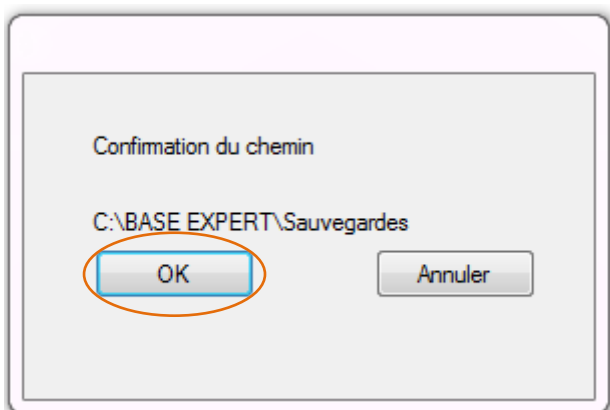 Confirmation du chemin
C:\BASE EXPERT\Sauvegardes
OK Annuler